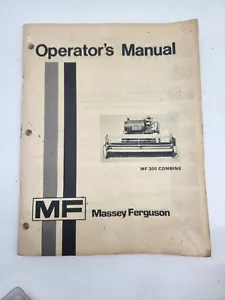 Operator's Manual
MF 300 COMBINE
MF
Massey Ferguson